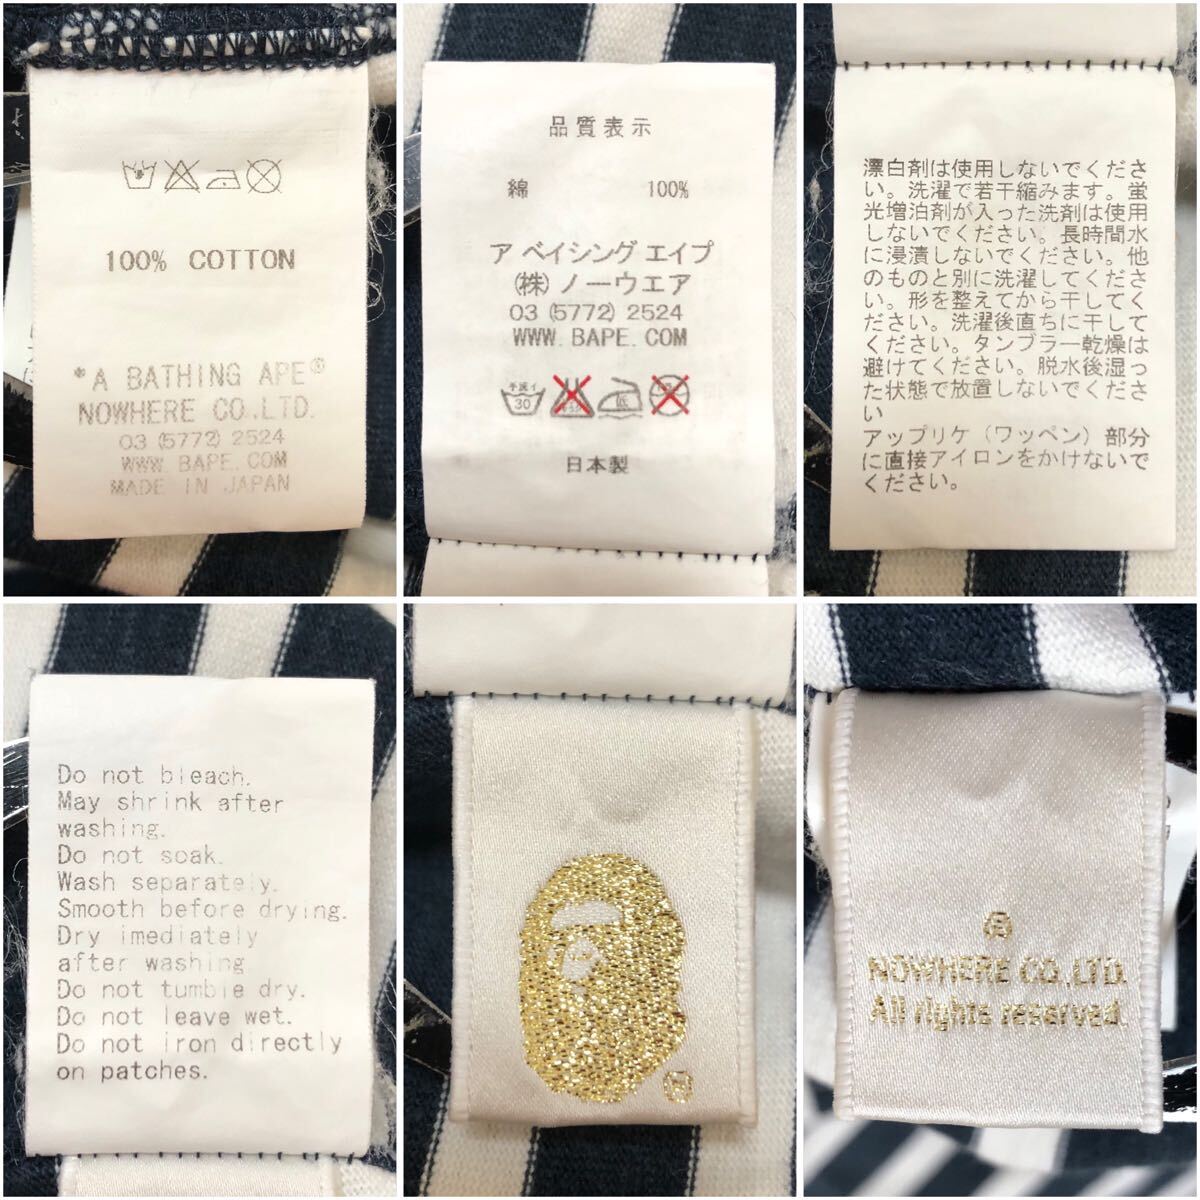 100% COTTON
"A BATHING APE®
NOWHERE CO.,LTD.
03 (5772) 2524
WWW. BAPE. COM
MADE IN JAPAN
品質表示
綿 100%
ア ベイシング エイプ
(株) ノーウエア
03 (5772) 2524
WWW. BAPE. COM
手洗イ
30
日本製
漂白剤は使用しないでくださ
い。洗濯で若干縮みます。蛍
光増泊剤が入った洗剤は使用
しないでください。長時間水
に浸漬しないでください。他
のものと別に洗濯してくださ
い。形を整えてから干してく
ださい。洗濯後直ちに干して
ください。タンブラー乾燥は
避けてください。脱水後湿っ
た状態で放置しないでくださ
い
アップリケ（ワッペン）部分
に直接アイロンをかけないで
ください。
Do not bleach.
May shrink after
washing.
Do not soak.
Wash separately.
Smooth before drying.
Dry imediately
after washing
Do not tumble dry.
Do not leave wet.
Do not iron directly
on patches.
NOWHERE CO.,LTD.
All rights reserved.